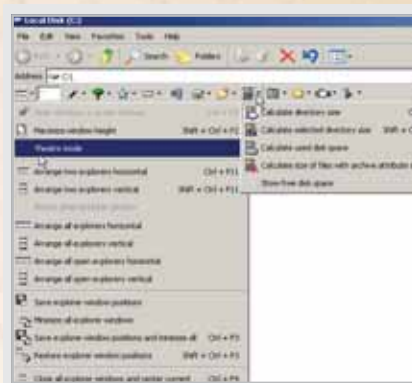 Local Disk (C:)
File Edit View Favorites Tools Help
Search Folders
Address C:\
Maximize window height Shift + Ctrl + F2
Theatre mode
Arrange two explorers horizontal Ctrl + F11
Arrange two explorers vertical Shift + Ctrl + F11
Arrange all explorers horizontal
Arrange all explorers vertical
Arrange all open explorers horizontal
Arrange all open explorers vertical
Save explorer window positions
Minimize all explorer windows
Save explorer window positions and minimize all Ctrl + F3
Restore explorer window positions Shift + Ctrl + F3
Close all explorer windows and center current Ctrl + F4
Calculate directory size
Calculate selected directory size Shift +
Calculate used disk space
Calculate size of files with archive attribute
Show free disk space